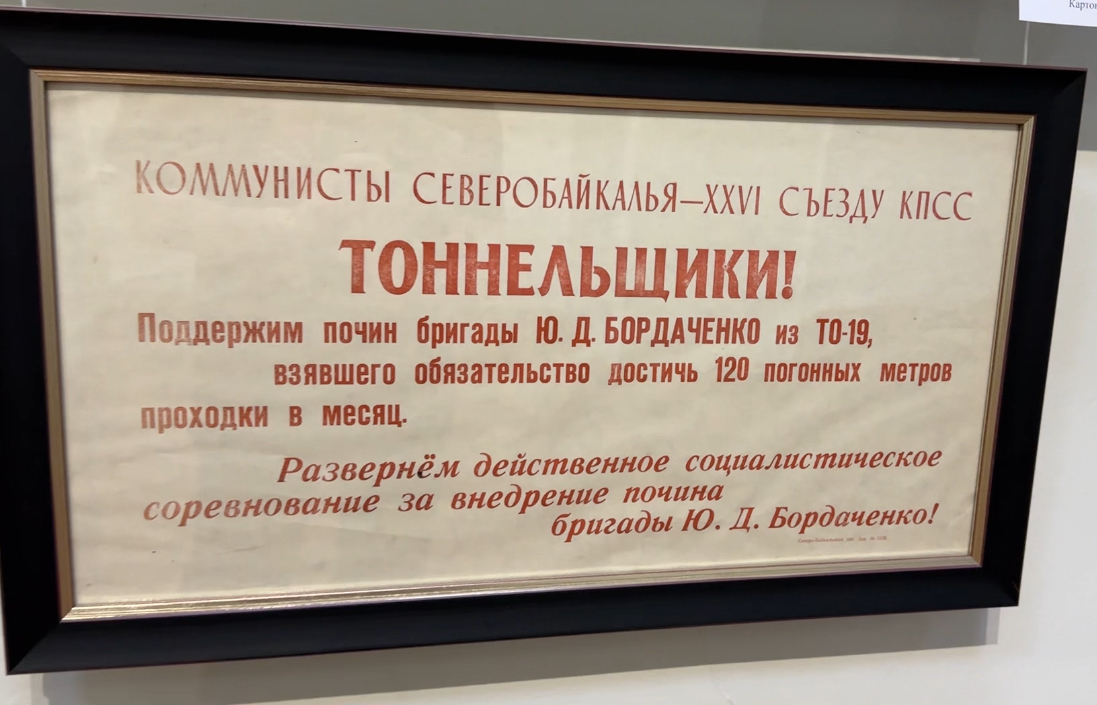 Картон
КОММУНИСТЫ СЕВЕРОБАЙКАЛЬЯ—XXVI СЪЕЗДУ КПСС
ТОННЕЛЬЩИКИ!
Поддержим почин бригады Ю. Д. БОРДАЧЕНКО из ТО-19,
взявшего обязательство достичь 120 погонных метров
проходки в месяц.
Развернём действенное социалистическое
соревнование за внедрение почина
бригады Ю. Д. Бордаченко!